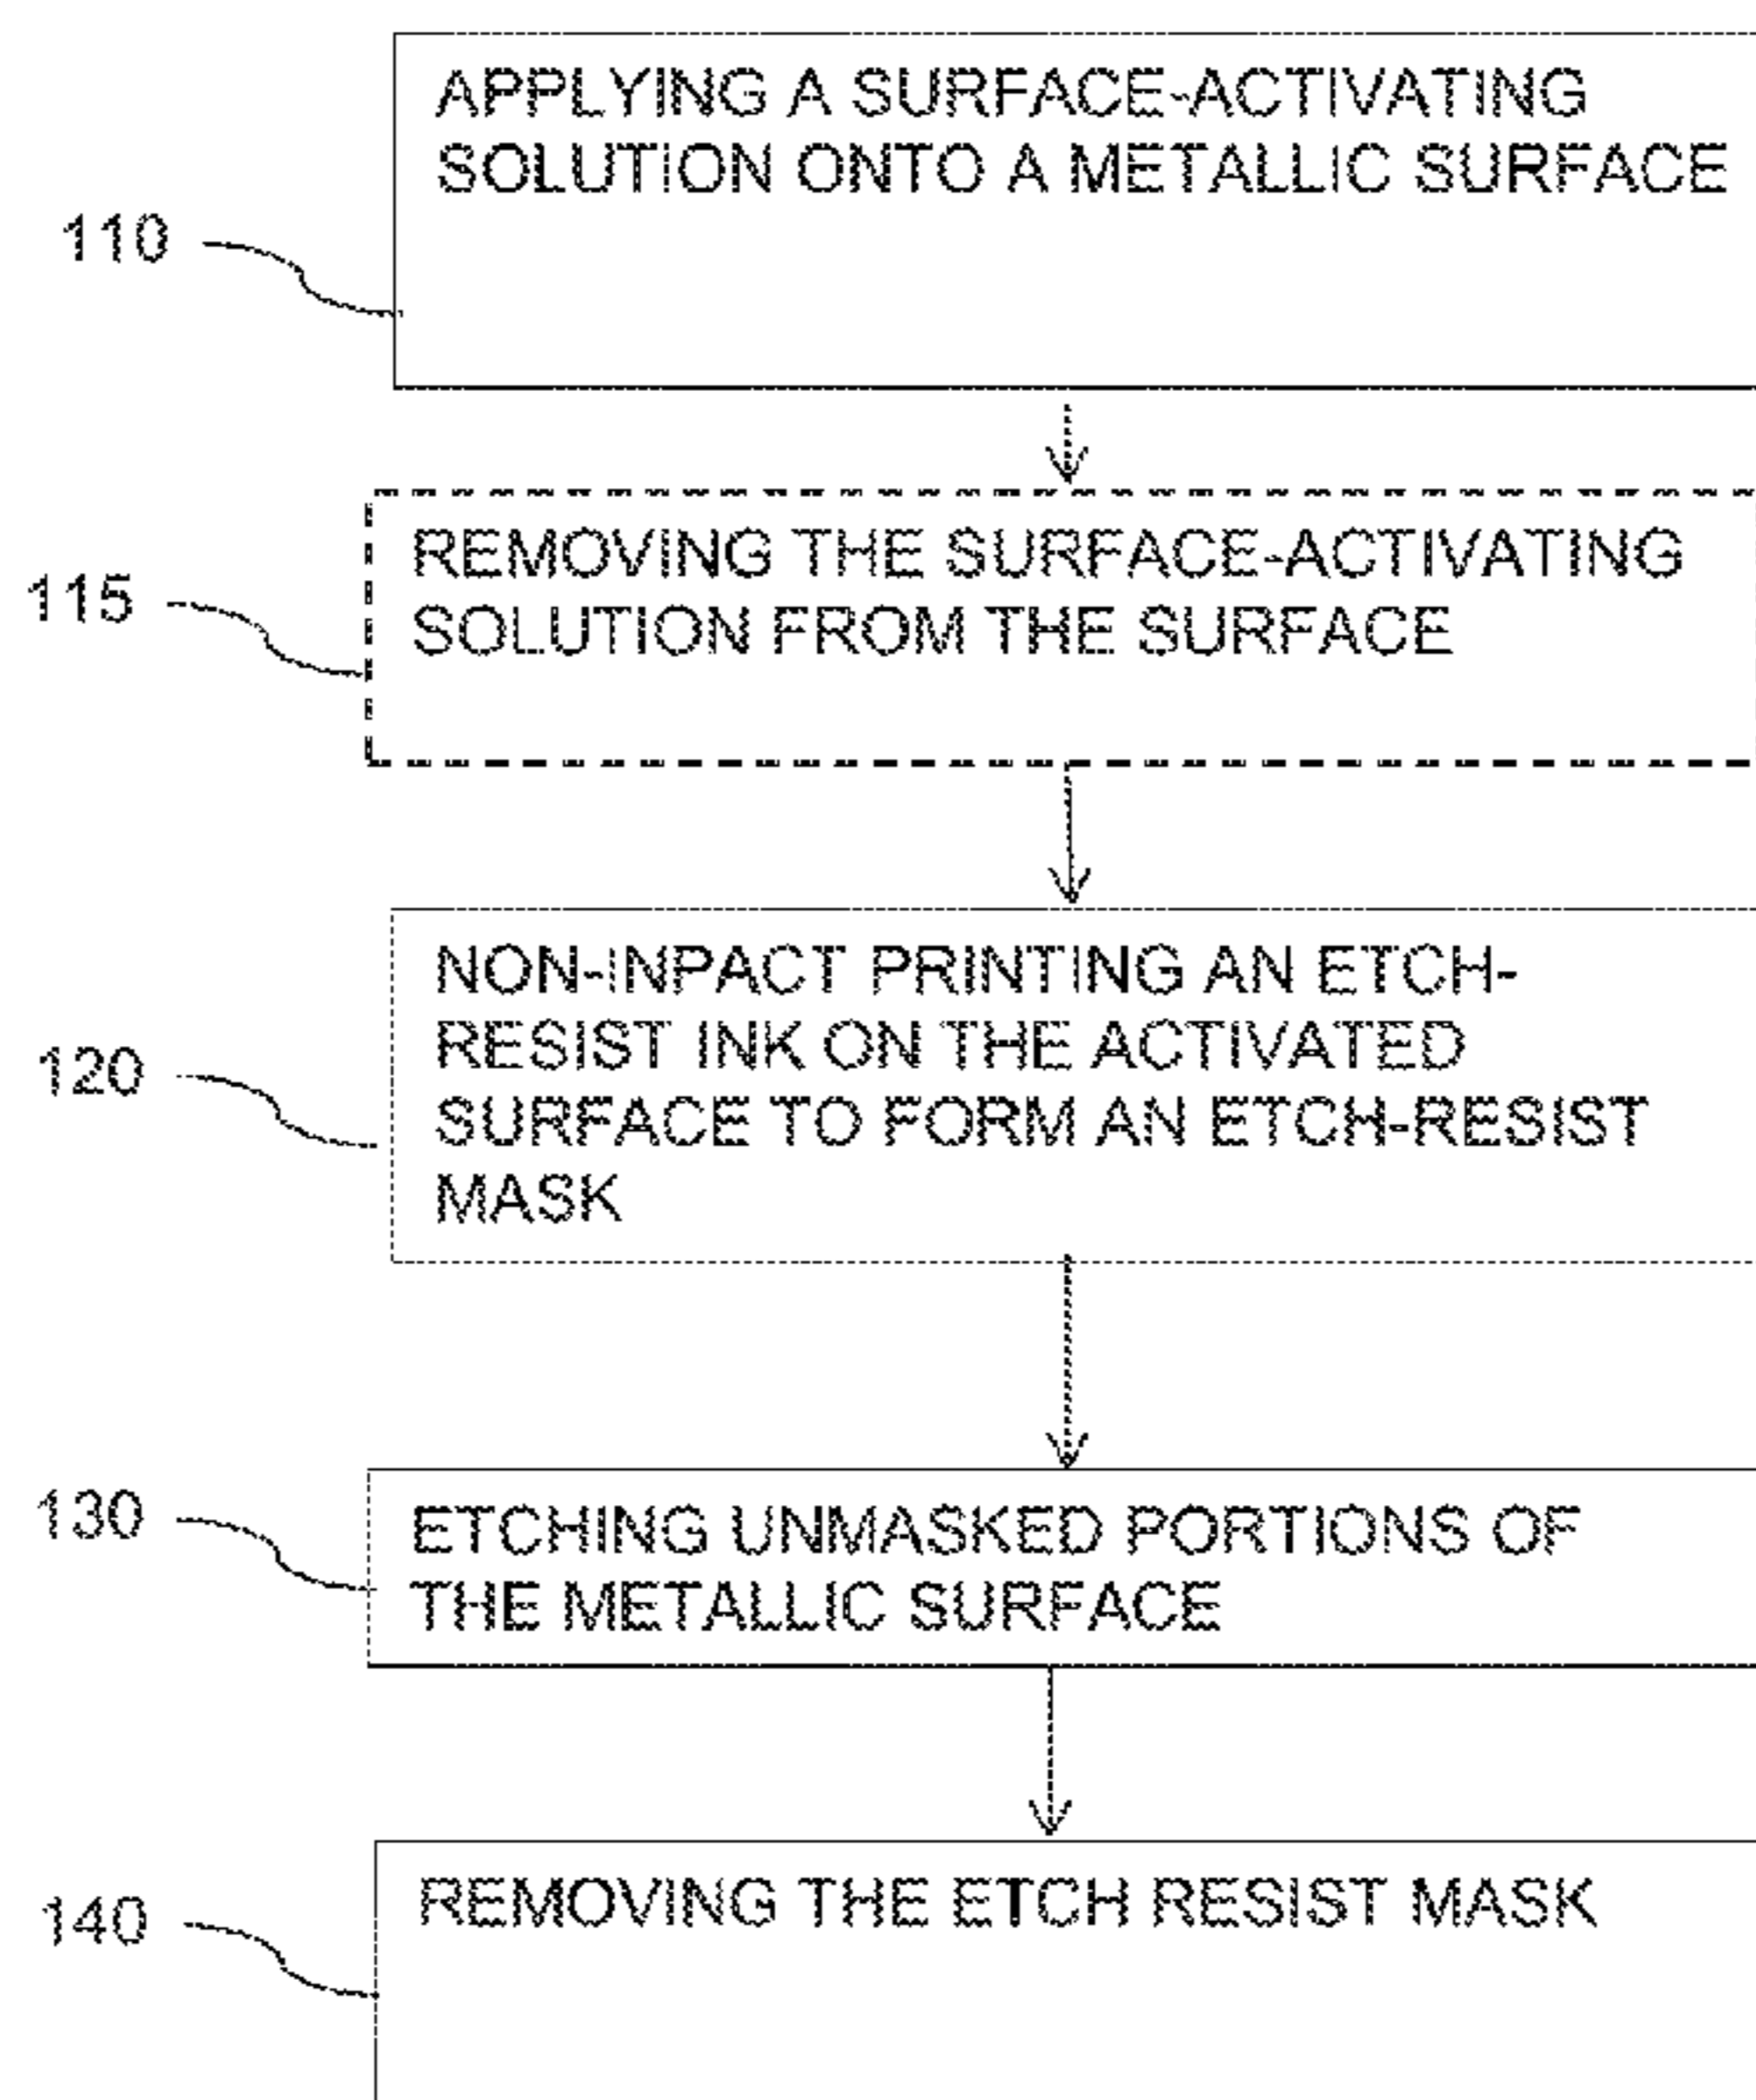 APPLYING A SURFACE-ACTIVATING
SOLUTION ONTO A METALLIC SURFACE
110
REMOVING THE SURFACE-ACTIVATING
SOLUTION FROM THE SURFACE
115
NON-INPACT PRINTING AN ETCH-
RESIST INK ON THE ACTIVATED
SURFACE TO FORM AN ETCH-RESIST
MASK
120
ETCHING UNMASKED PORTIONS OF
THE METALLIC SURFACE
130
REMOVING THE ETCH RESIST MASK
140